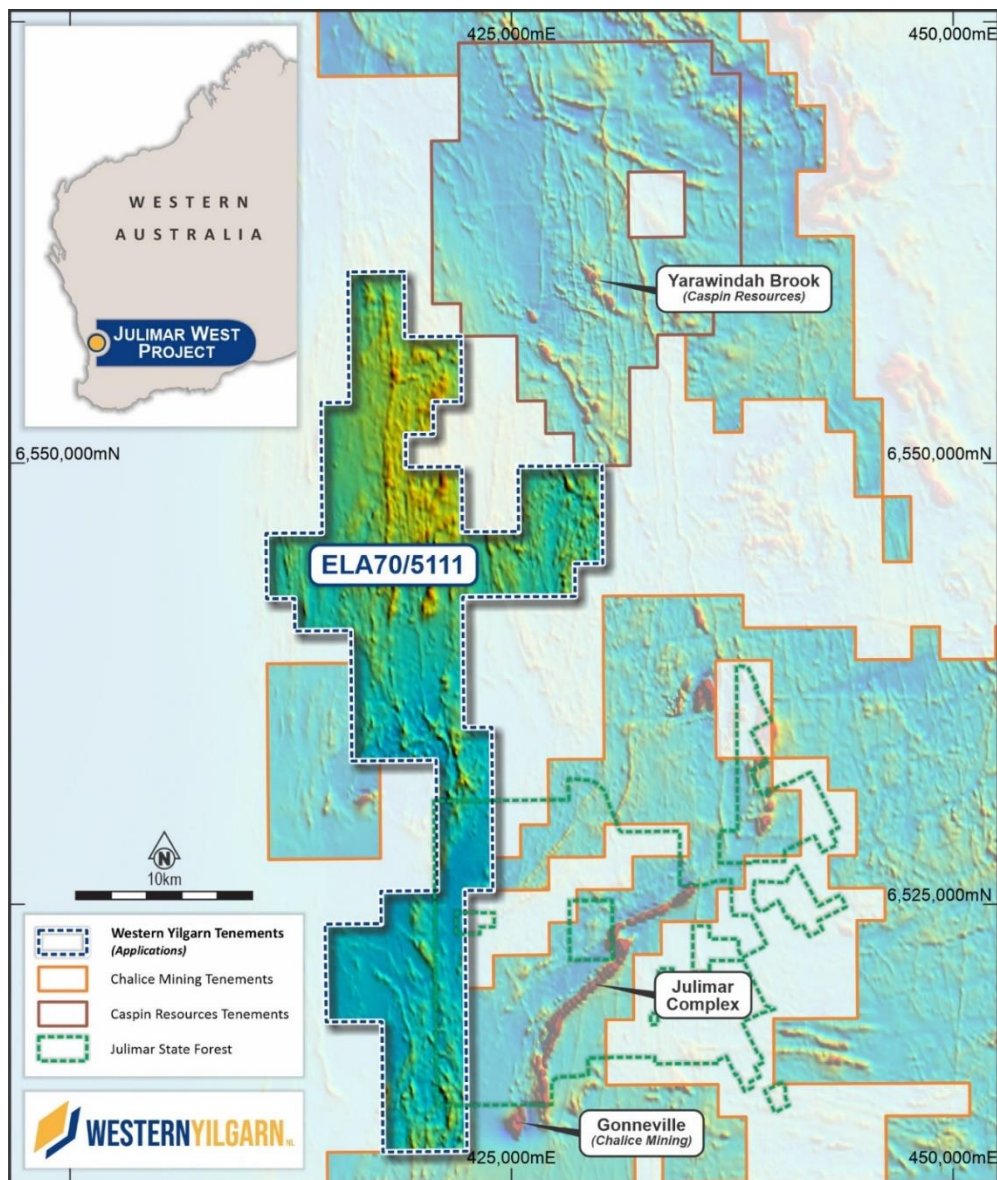 425,000mE
450,000mE
WESTERN
AUSTRALIA
JULIMAR WEST
PROJECT
Yarawindah Brook
(Caspin Resources)
6,550,000mN
6,550,000mN
ELA70/5111
N
10km
6,525,000mN
Western Yilgarn Tenements
(Applications)
Chalice Mining Tenements
Caspin Resources Tenements
Julimar State Forest
Julimar
Complex
Gonneville
(Chalice Mining)
WESTERNYILGARN NL
425,000mE
450,000mE